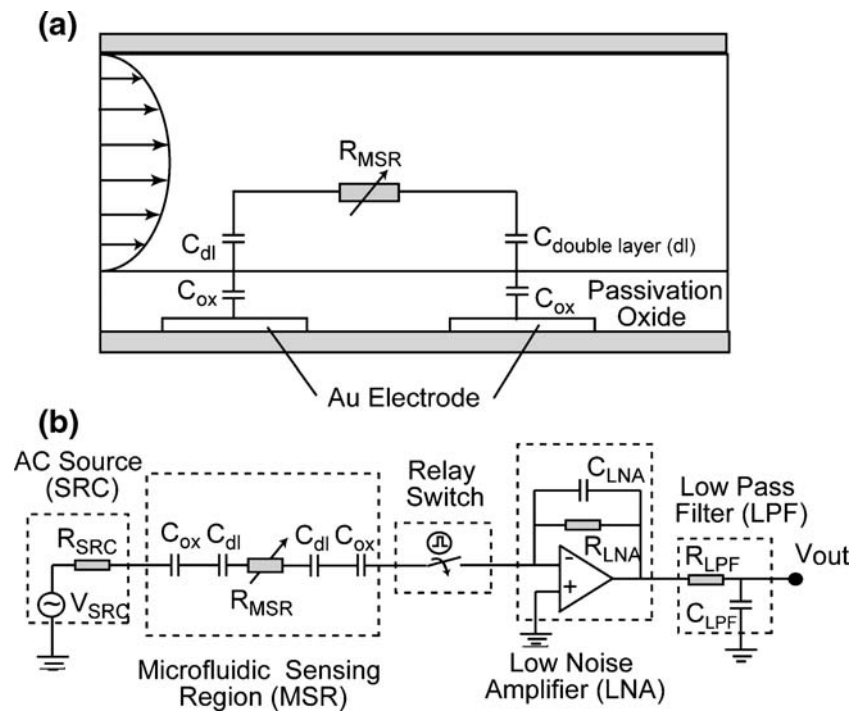 (a)
R_MSR
C_dl
C_double layer (dl)
C_ox
C_ox
Passivation
Oxide
Au Electrode
(b)
AC Source
(SRC)
R_SRC
V_SRC
C_ox C_dl
C_dl C_ox
R_MSR
Microfluidic Sensing
Region (MSR)
Relay
Switch
C_LNA
R_LNA
-
+
Low Noise
Amplifier (LNA)
Low Pass
Filter (LPF)
R_LPF
C_LPF
Vout